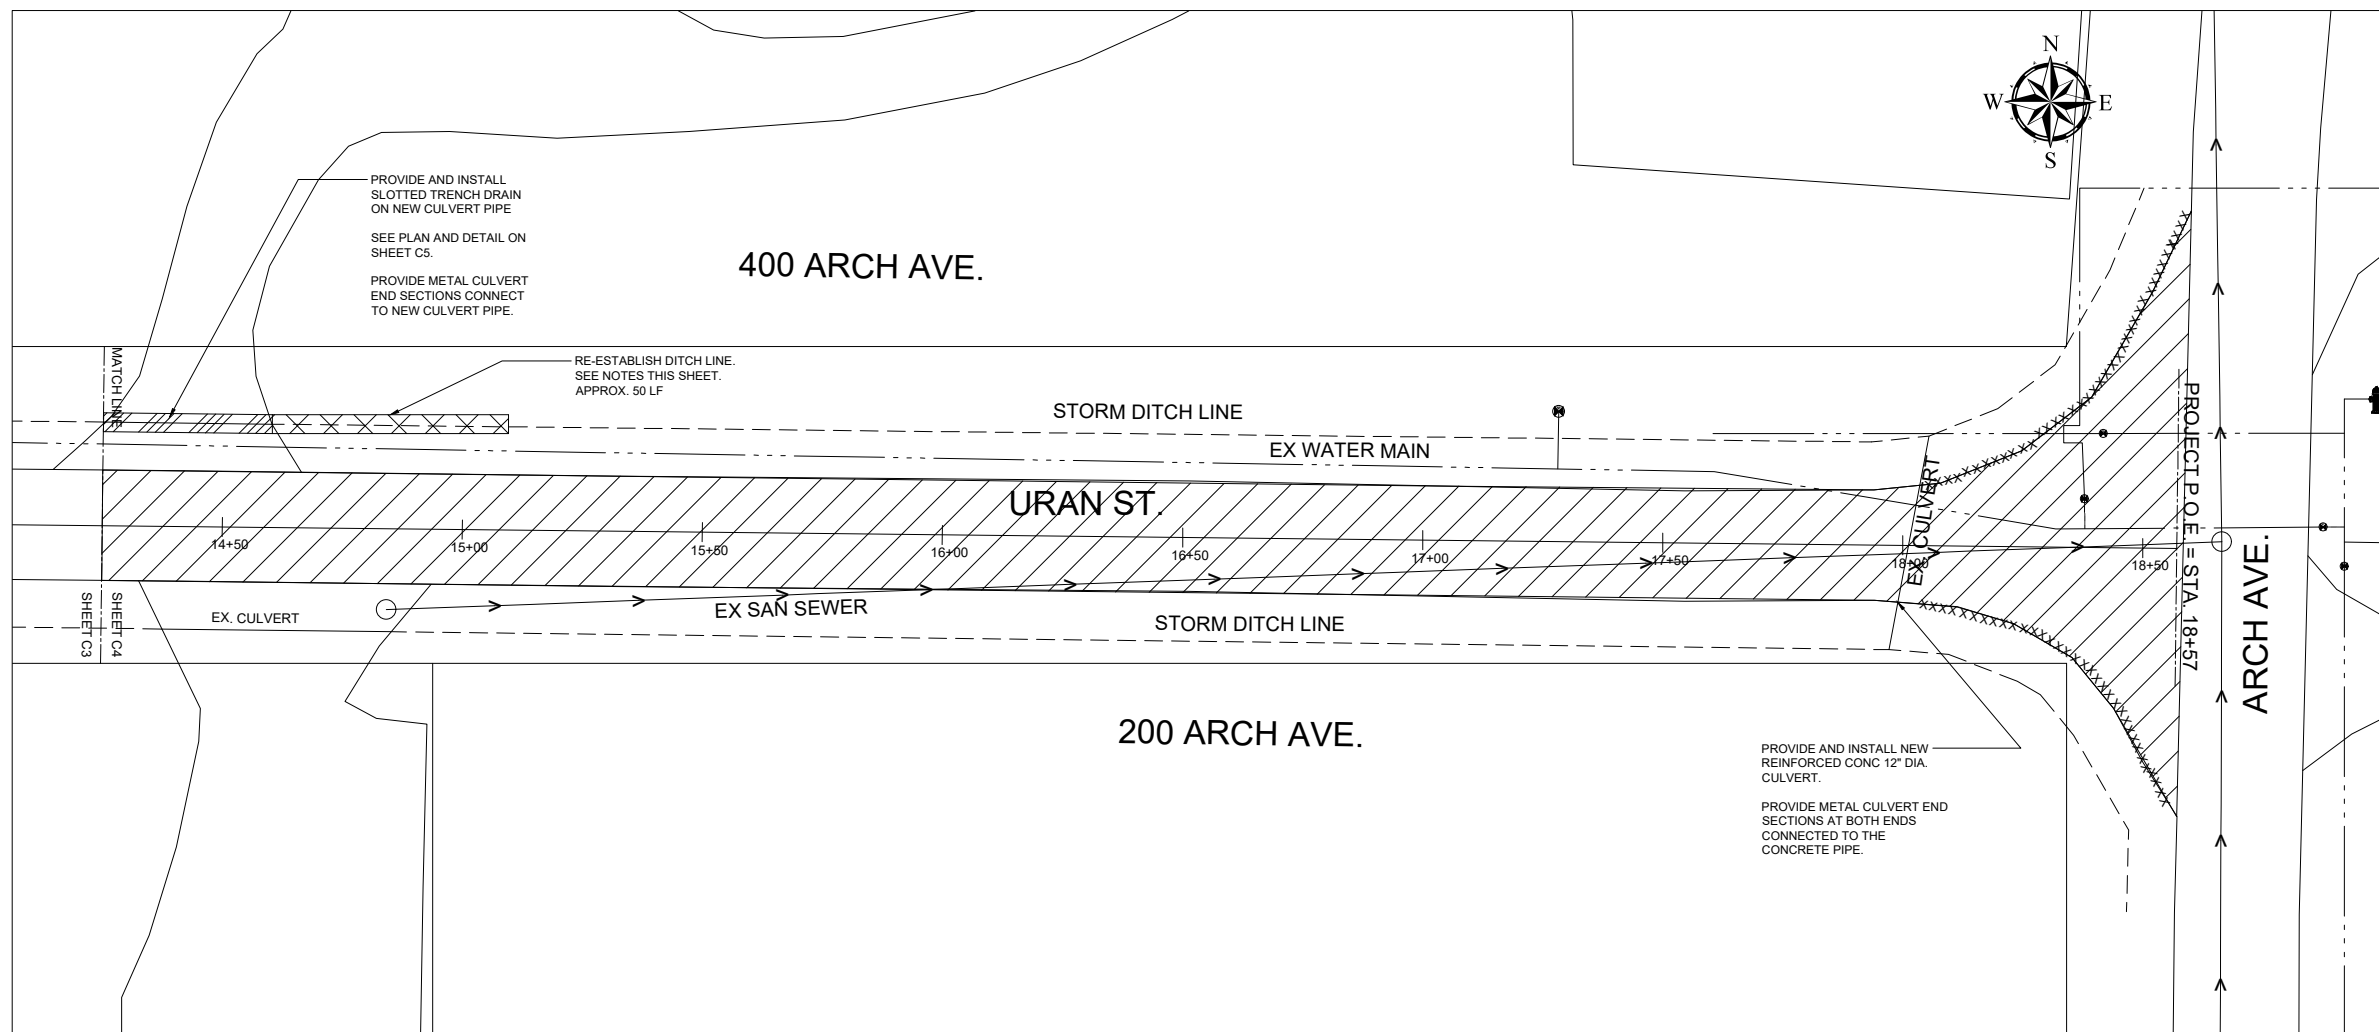 N
W E
S
PROVIDE AND INSTALL
SLOTTED TRENCH DRAIN
ON NEW CULVERT PIPE
SEE PLAN AND DETAIL ON
SHEET C5.
PROVIDE METAL CULVERT
END SECTIONS CONNECT
TO NEW CULVERT PIPE.
400 ARCH AVE.
MATCH LINE
RE-ESTABLISH DITCH LINE.
SEE NOTES THIS SHEET.
APPROX. 50 LF
STORM DITCH LINE
EX WATER MAIN
URAN ST.
14+50
15+00
15+50
16+00
16+50
17+00
17+50
18+00
18+50
EX CULVERT
PROJECT P.O.E. = STA. 18+57
ARCH AVE.
SHEET C3
SHEET C4
EX. CULVERT
EX SAN SEWER
STORM DITCH LINE
200 ARCH AVE.
PROVIDE AND INSTALL NEW
REINFORCED CONC 12" DIA.
CULVERT.
PROVIDE METAL CULVERT END
SECTIONS AT BOTH ENDS
CONNECTED TO THE
CONCRETE PIPE.